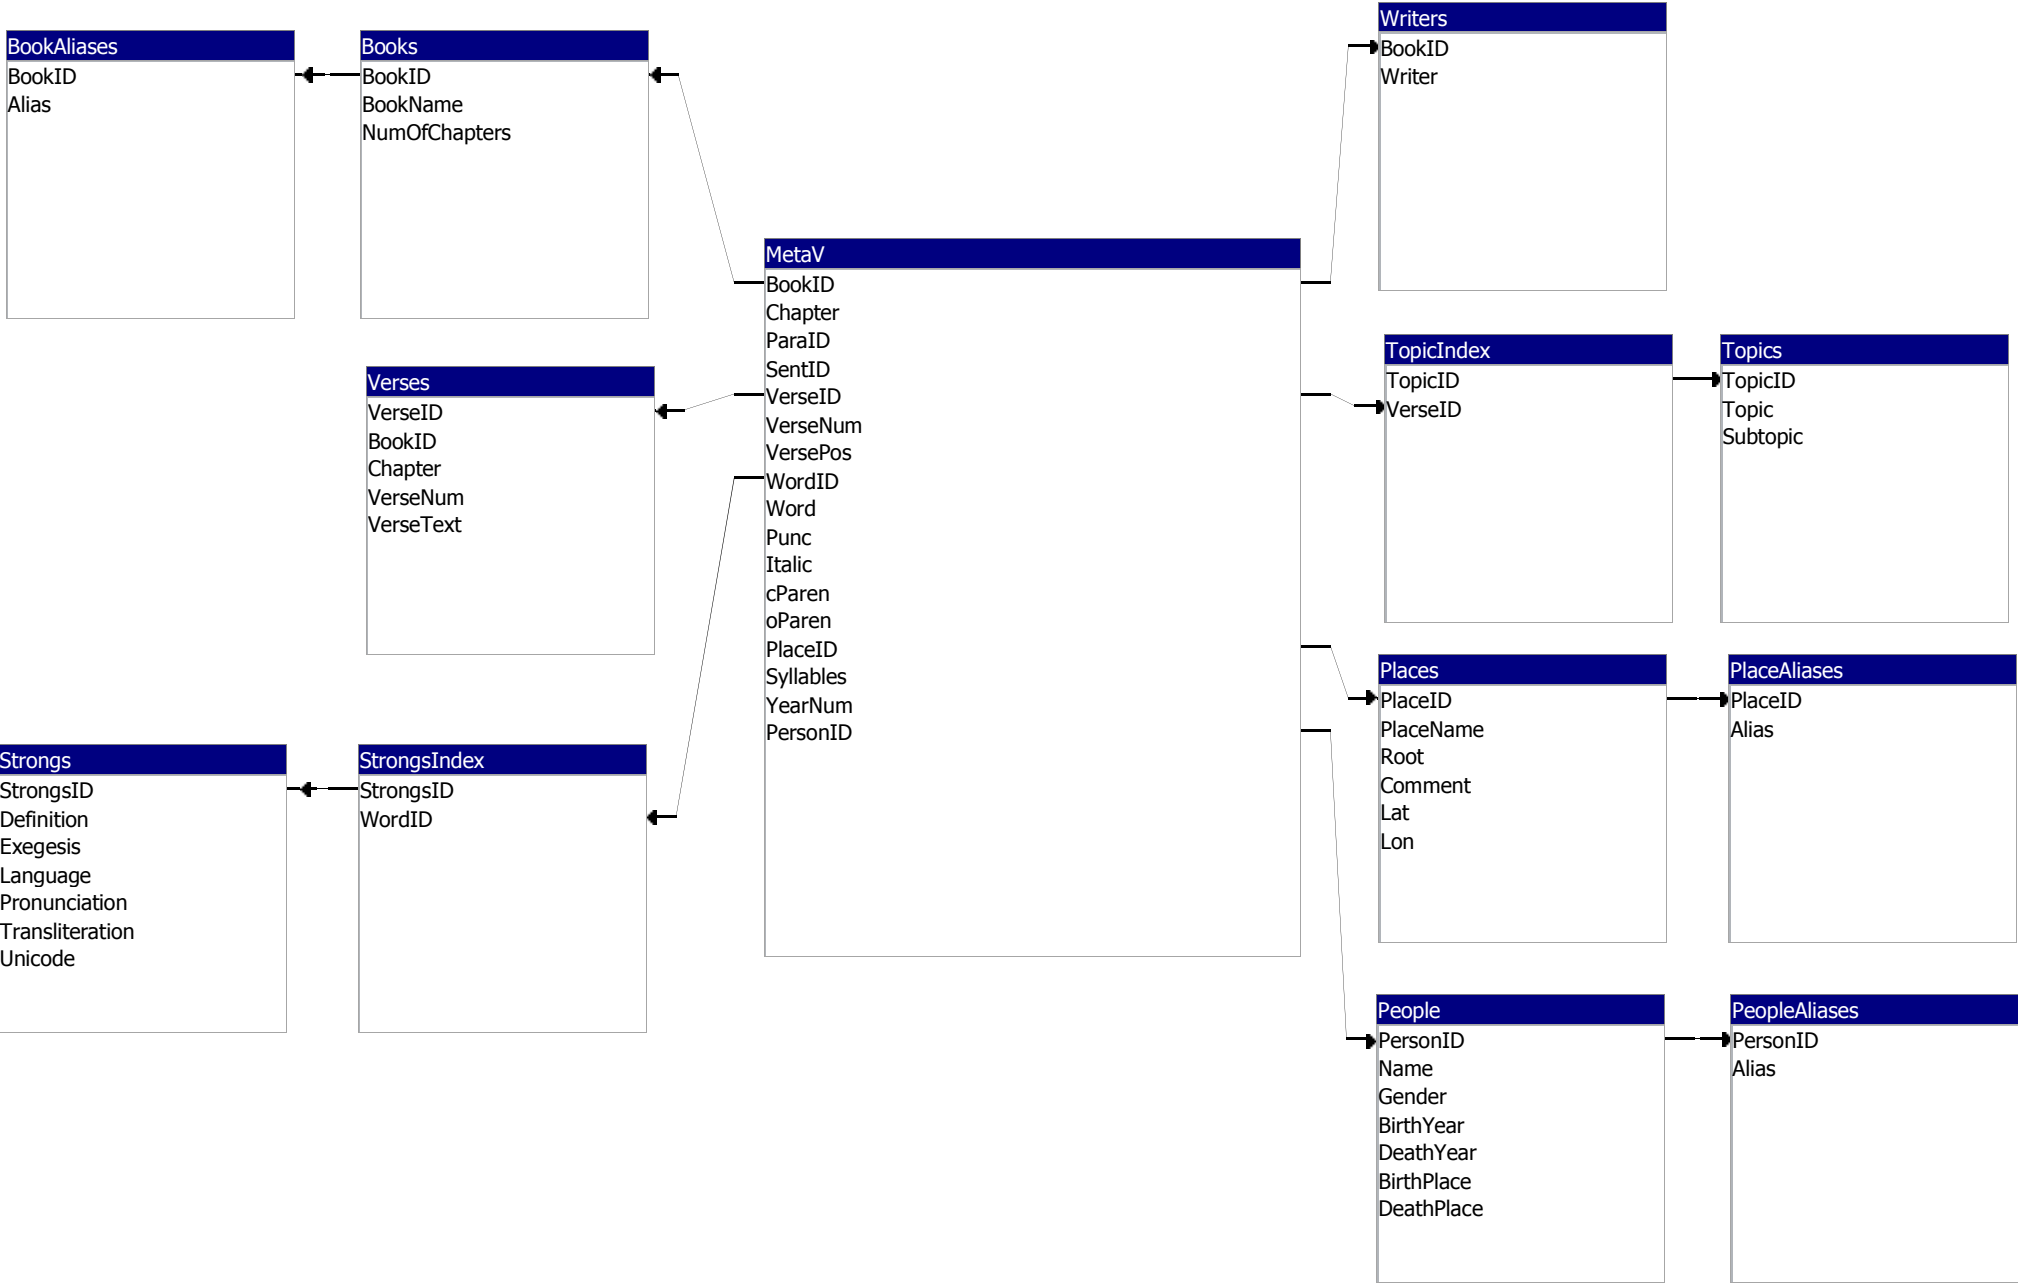 BookAliases
BookID
Alias
Books
BookID
BookName
NumOfChapters
Writers
BookID
Writer
MetaV
BookID
Chapter
ParaID
SentID
VerseID
VerseNum
VersePos
WordID
Word
Punc
Italic
cParen
oParen
PlaceID
Syllables
YearNum
PersonID
Verses
VerseID
BookID
Chapter
VerseNum
VerseText
TopicIndex
TopicID
VerseID
Topics
TopicID
Topic
Subtopic
Places
PlaceID
PlaceName
Root
Comment
Lat
Lon
PlaceAliases
PlaceID
Alias
Strongs
StrongsID
Definition
Exegesis
Language
Pronunciation
Transliteration
Unicode
StrongsIndex
StrongsID
WordID
People
PersonID
Name
Gender
BirthYear
DeathYear
BirthPlace
DeathPlace
PeopleAliases
PersonID
Alias